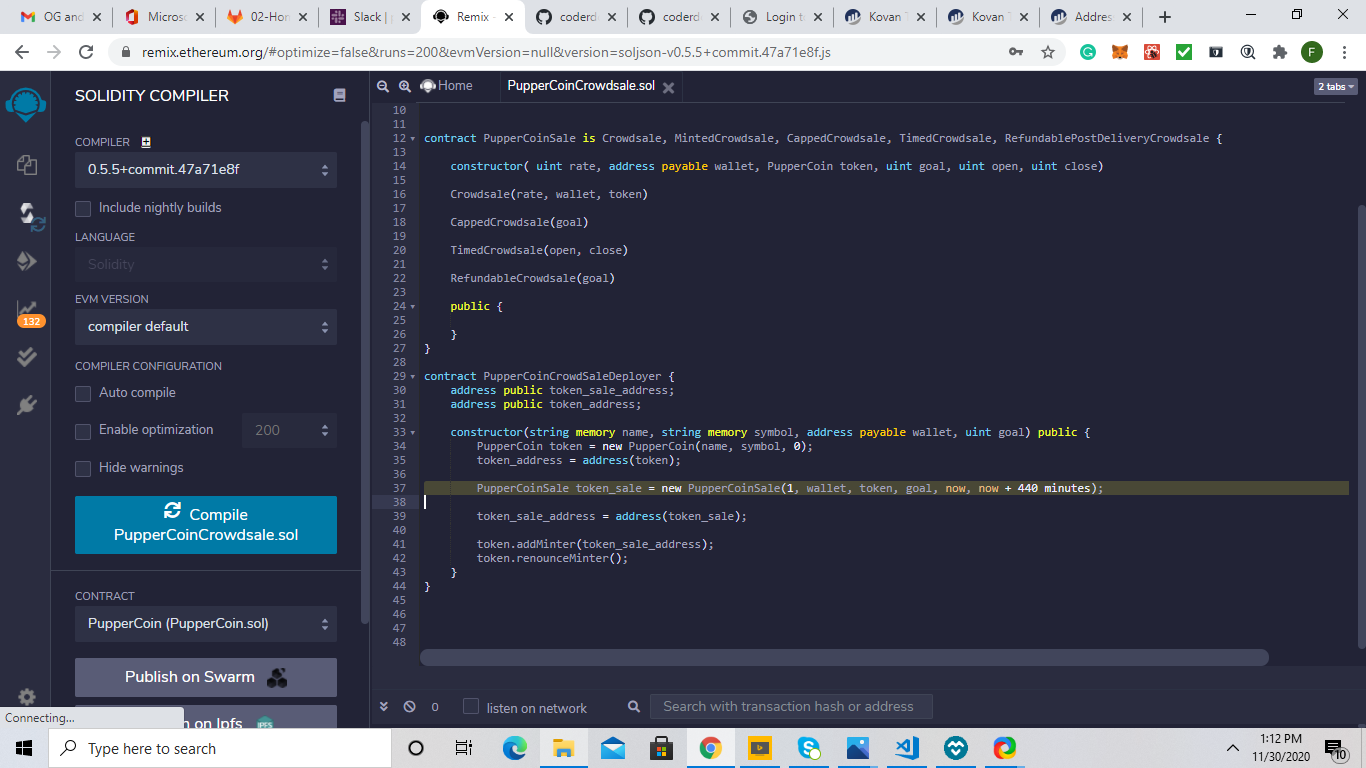 OG and
Microso
02-Hom
Slack | p
Remix -
coderd
coderd
Login to
Kovan T
Kovan T
Addres
remix.ethereum.org/#optimize=false&runs=200&evmVersion=null&version=soljson-v0.5.5+commit.47a71e8f.js
F
SOLIDITY COMPILER
COMPILER
0.5.5+commit.47a71e8f
Include nightly builds
LANGUAGE
Solidity
EVM VERSION
compiler default
132
COMPILER CONFIGURATION
Auto compile
Enable optimization
200
Hide warnings
Compile
PupperCoinCrowdsale.sol
CONTRACT
PupperCoin (PupperCoin.sol)
Publish on Swarm
n on Ipfs
IPFS
Connecting...
Home
PupperCoinCrowdsale.sol
2 tabs
10
11
12 contract PupperCoinSale is Crowdsale, MintedCrowdsale, CappedCrowdsale, TimedCrowdsale, RefundablePostDeliveryCrowdsale {
13
14 constructor( uint rate, address payable wallet, PupperCoin token, uint goal, uint open, uint close)
15
16 Crowdsale(rate, wallet, token)
17
18 CappedCrowdsale(goal)
19
20 TimedCrowdsale(open, close)
21
22 RefundableCrowdsale(goal)
23
24 public {
25
26 }
27 }
28
29 contract PupperCoinCrowdSaleDeployer {
30 address public token_sale_address;
31 address public token_address;
32
33 constructor(string memory name, string memory symbol, address payable wallet, uint goal) public {
34 PupperCoin token = new PupperCoin(name, symbol, 0);
35 token_address = address(token);
36
37 PupperCoinSale token_sale = new PupperCoinSale(1, wallet, token, goal, now, now + 440 minutes);
38
39 token_sale_address = address(token_sale);
40
41 token.addMinter(token_sale_address);
42 token.renounceMinter();
43 }
44 }
45
46
47
48
0
listen on network
Search with transaction hash or address
Type here to search
1:12 PM
11/30/2020
10